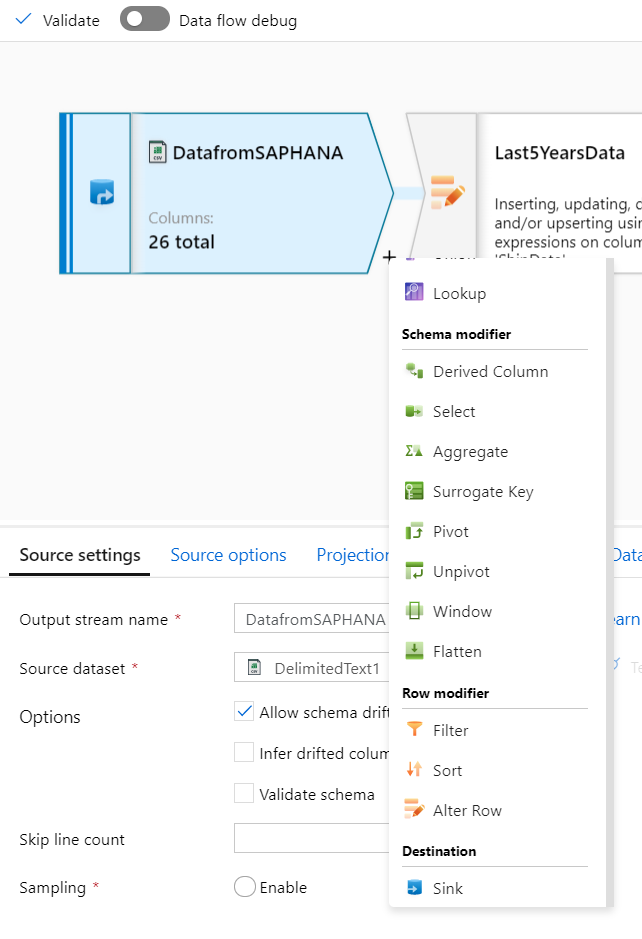 Validate
Data flow debug
CSV
DatafromSAPHANA
Columns:
26 total
Last5YearsData
Inserting, updating,
and/or upserting
expressions on
+
Lookup
Schema modifier
Derived Column
Select
Aggregate
Surrogate Key
Pivot
Unpivot
Window
Flatten
Row modifier
Filter
Sort
Alter Row
Destination
Sink
Source settings
Source options
Projection
Output stream name *
DatafromSAPHANA
Source dataset *
DelimitedText1
Options
Allow schema drift
Infer drifted
Validate schema
Skip line count
Sampling *
Enable